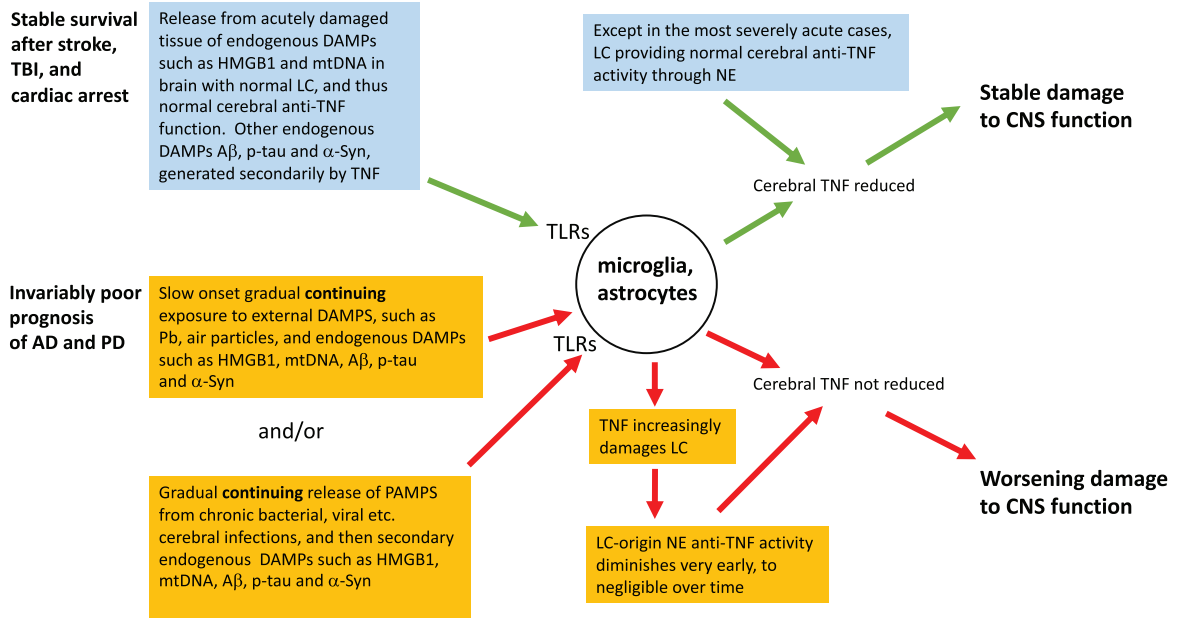 Stable survival
after stroke,
TBI, and
cardiac arrest
Release from acutely damaged
tissue of endogenous DAMPs
such as HMGB1 and mtDNA in
brain with normal LC, and thus
normal cerebral anti-TNF
function.  Other endogenous
DAMPs Aβ, p-tau and α-Syn,
generated secondarily by TNF
Except in the most severely acute cases,
LC providing normal cerebral anti-TNF
activity through NE
Stable damage
to CNS function
Cerebral TNF reduced
TLRs
microglia,
astrocytes
Invariably poor
prognosis
of AD and PD
Slow onset gradual continuing
exposure to external DAMPS, such as
Pb, air particles, and endogenous DAMPs
such as HMGB1, mtDNA, Aβ, p-tau
and α-Syn
TLRs
Cerebral TNF not reduced
and/or
TNF increasingly
damages LC
Gradual continuing release of PAMPS
from chronic bacterial, viral etc.
cerebral infections, and then secondary
endogenous  DAMPs such as HMGB1,
mtDNA, Aβ, p-tau and α-Syn
LC-origin NE anti-TNF activity
diminishes very early, to
negligible over time
Worsening damage
to CNS function